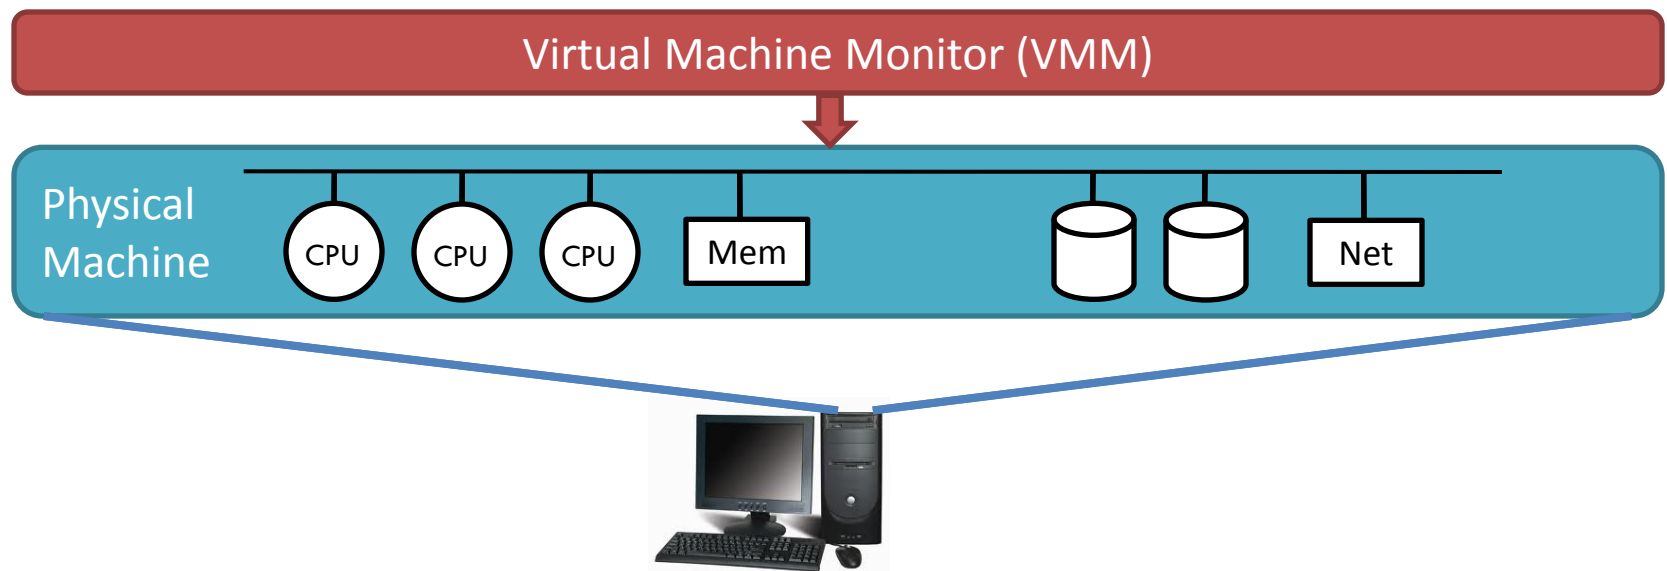 Virtual Machine Monitor (VMM)
Physical
Machine
CPU
CPU
CPU
Mem
Net